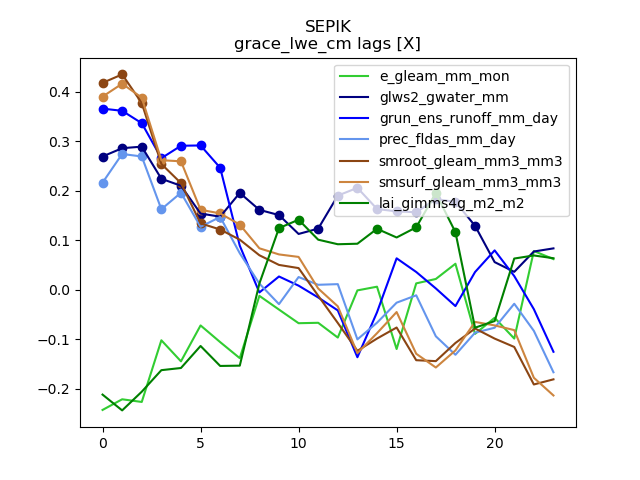 SEPIK
grace_lwe_cm lags [X]
e_gleam_mm_mon
glws2_gwater_mm
grun_ens_runoff_mm_day
prec_fldas_mm_day
smroot_gleam_mm3_mm3
smsurf_gleam_mm3_mm3
lai_gimms4g_m2_m2
0.4
0.3
0.2
0.1
0.0
−0.1
−0.2
0 5 10 15 20